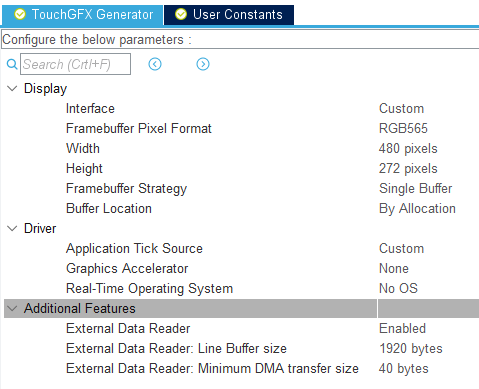 TouchGFX Generator User Constants
Configure the below parameters :
Search (Crtl+F)
Display
Interface Custom
Framebuffer Pixel Format RGB565
Width 480 pixels
Height 272 pixels
Framebuffer Strategy Single Buffer
Buffer Location By Allocation
Driver
Application Tick Source Custom
Graphics Accelerator None
Real-Time Operating System No OS
Additional Features
External Data Reader Enabled
External Data Reader: Line Buffer size 1920 bytes
External Data Reader: Minimum DMA transfer size 40 bytes